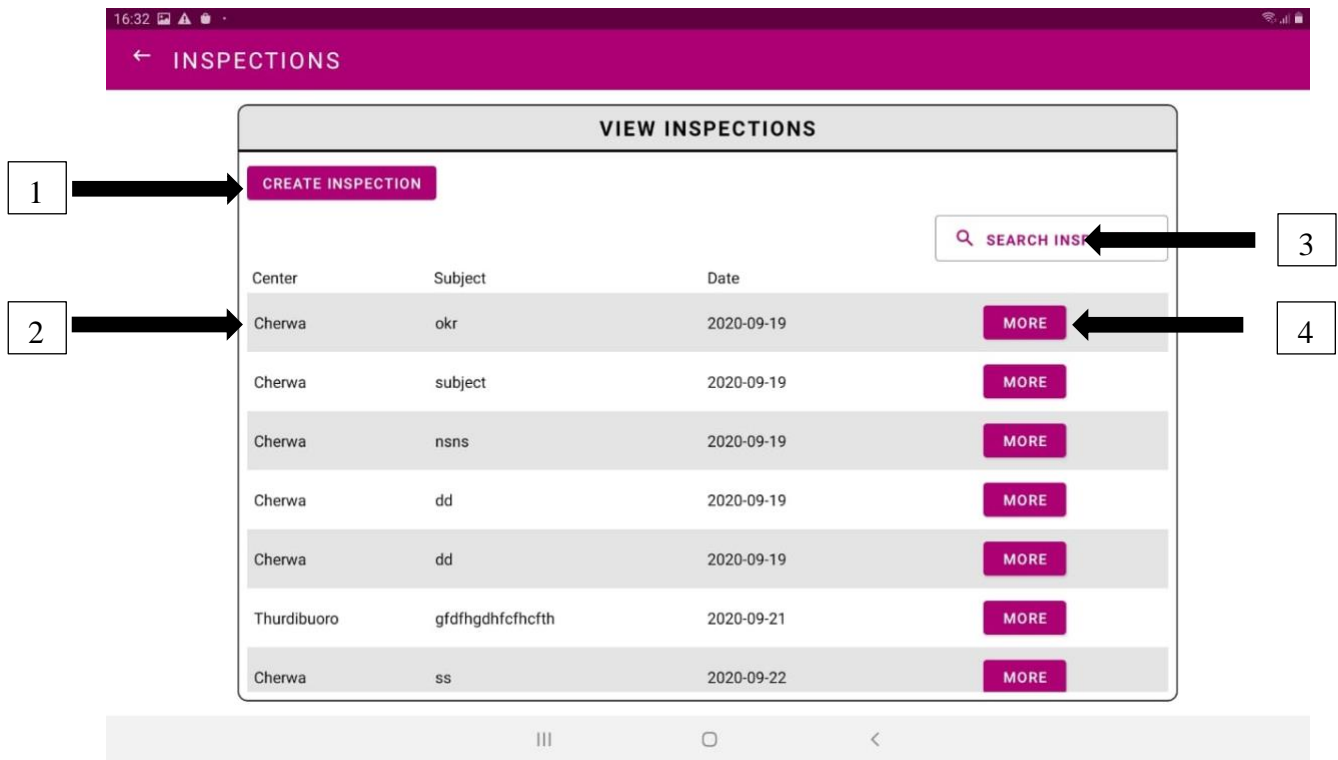 16:32
INSPECTIONS
VIEW INSPECTIONS
1
CREATE INSPECTION
SEARCH
3
Center Subject Date
2
Cherwa okr 2020-09-19 MORE
4
Cherwa subject 2020-09-19 MORE
Cherwa nsns 2020-09-19 MORE
Cherwa dd 2020-09-19 MORE
Cherwa dd 2020-09-19 MORE
Thurdibuoro gfdfhgdhfcfhcfth 2020-09-21 MORE
Cherwa ss 2020-09-22 MORE